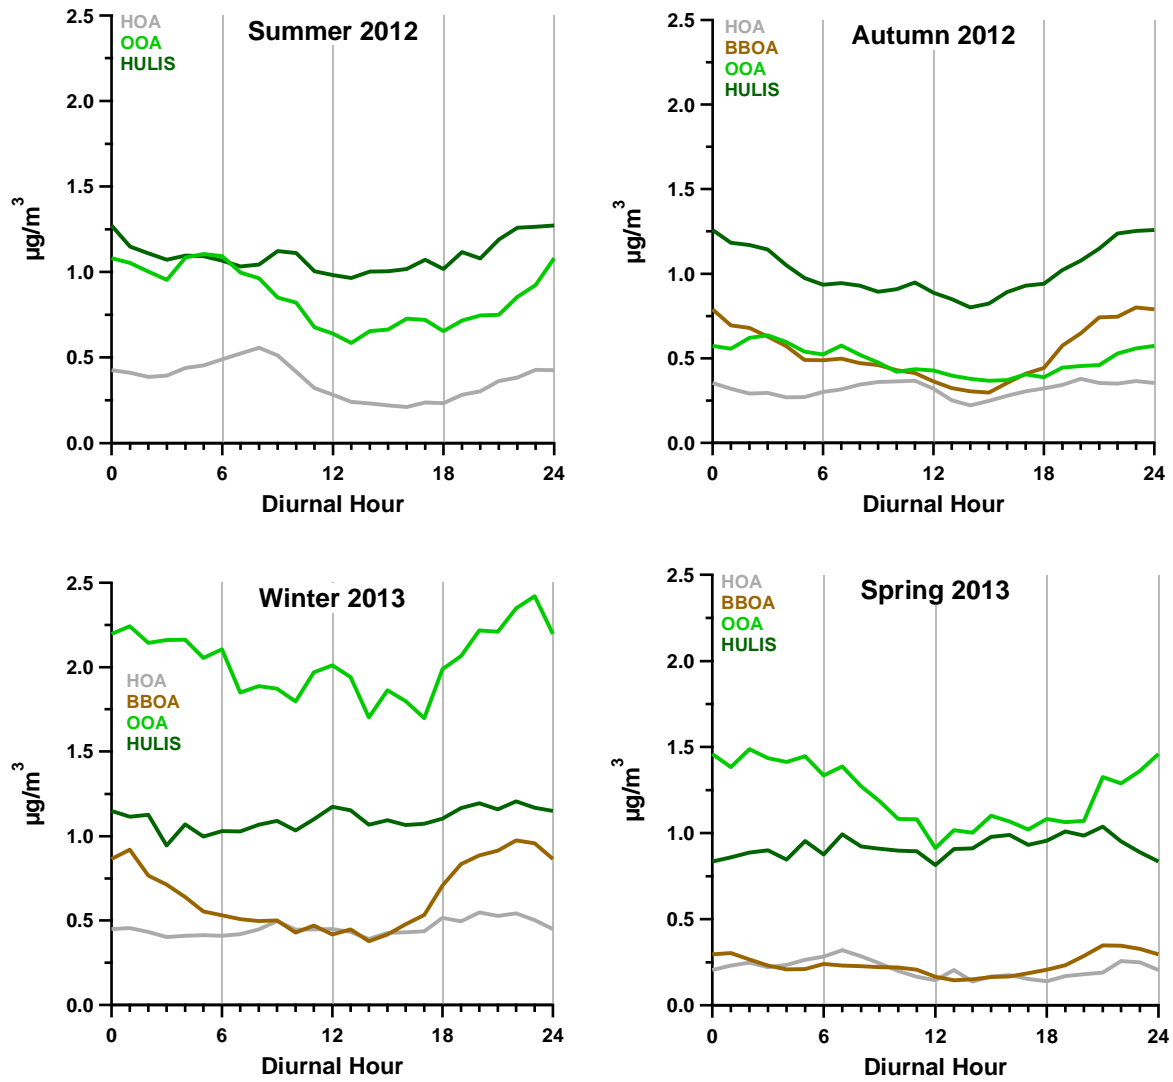 Summer 2012
HOA
OOA
HULIS
2.5
2.0
1.5
1.0
0.5
0.0
µg/m³
0 6 12 18 24
Diurnal Hour
Autumn 2012
HOA
BBOA
OOA
HULIS
2.5
2.0
1.5
1.0
0.5
0.0
µg/m³
0 6 12 18 24
Diurnal Hour
Winter 2013
HOA
BBOA
OOA
HULIS
2.5
2.0
1.5
1.0
0.5
0.0
µg/m³
0 6 12 18 24
Diurnal Hour
Spring 2013
HOA
BBOA
OOA
HULIS
2.5
2.0
1.5
1.0
0.5
0.0
µg/m³
0 6 12 18 24
Diurnal Hour